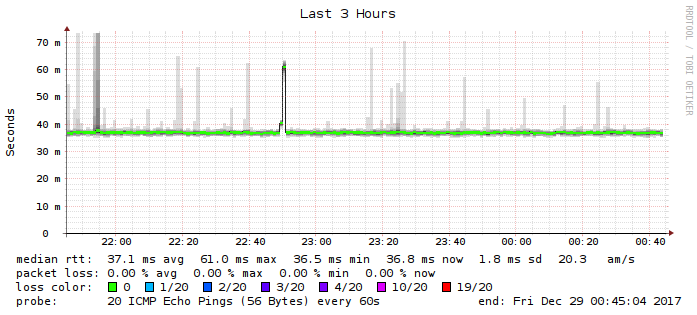 Last 3 Hours
RRDTOOL / TOBI OETIKER
Seconds
70 m
60 m
50 m
40 m
30 m
20 m
10 m
0
22:00 22:20 22:40 23:00 23:20 23:40 00:00 00:20 00:40
median rtt: 37.1 ms avg 61.0 ms max 36.5 ms min 36.8 ms now 1.8 ms sd 20.3 am/s
packet loss: 0.00 % avg 0.00 % max 0.00 % min 0.00 % now
loss color: 0 1/20 2/20 3/20 4/20 10/20 19/20
probe: 20 ICMP Echo Pings (56 Bytes) every 60s end: Fri Dec 29 00:45:04 2017